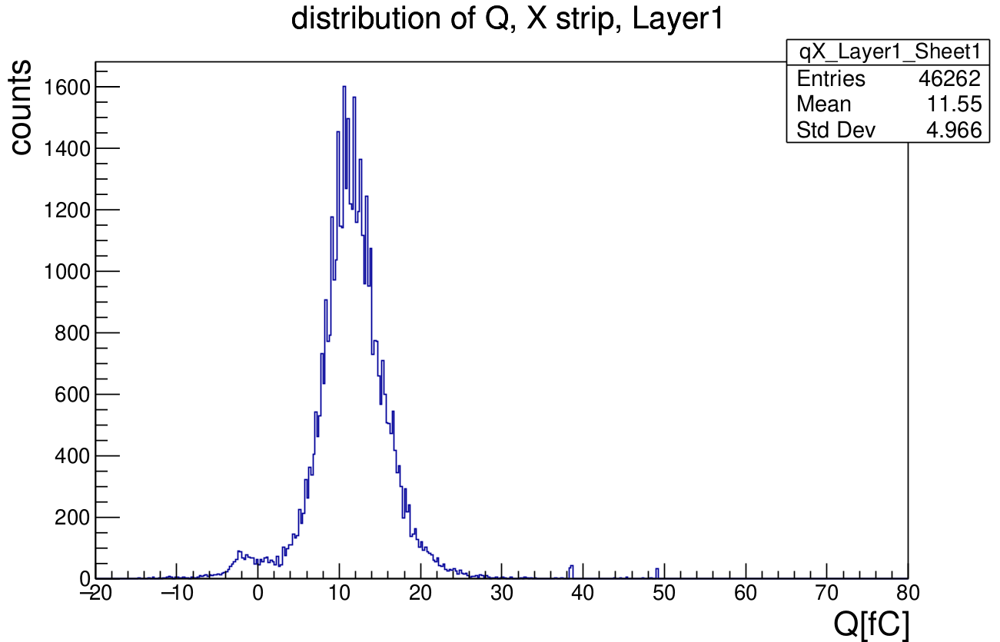 distribution of Q, X strip, Layer1
qX_Layer1_Sheet1
Entries 46262
Mean 11.55
Std Dev 4.966
counts
1600
1400
1200
1000
800
600
400
200
0
−20 −10 0 10 20 30 40 50 60 70 80
Q[fC]